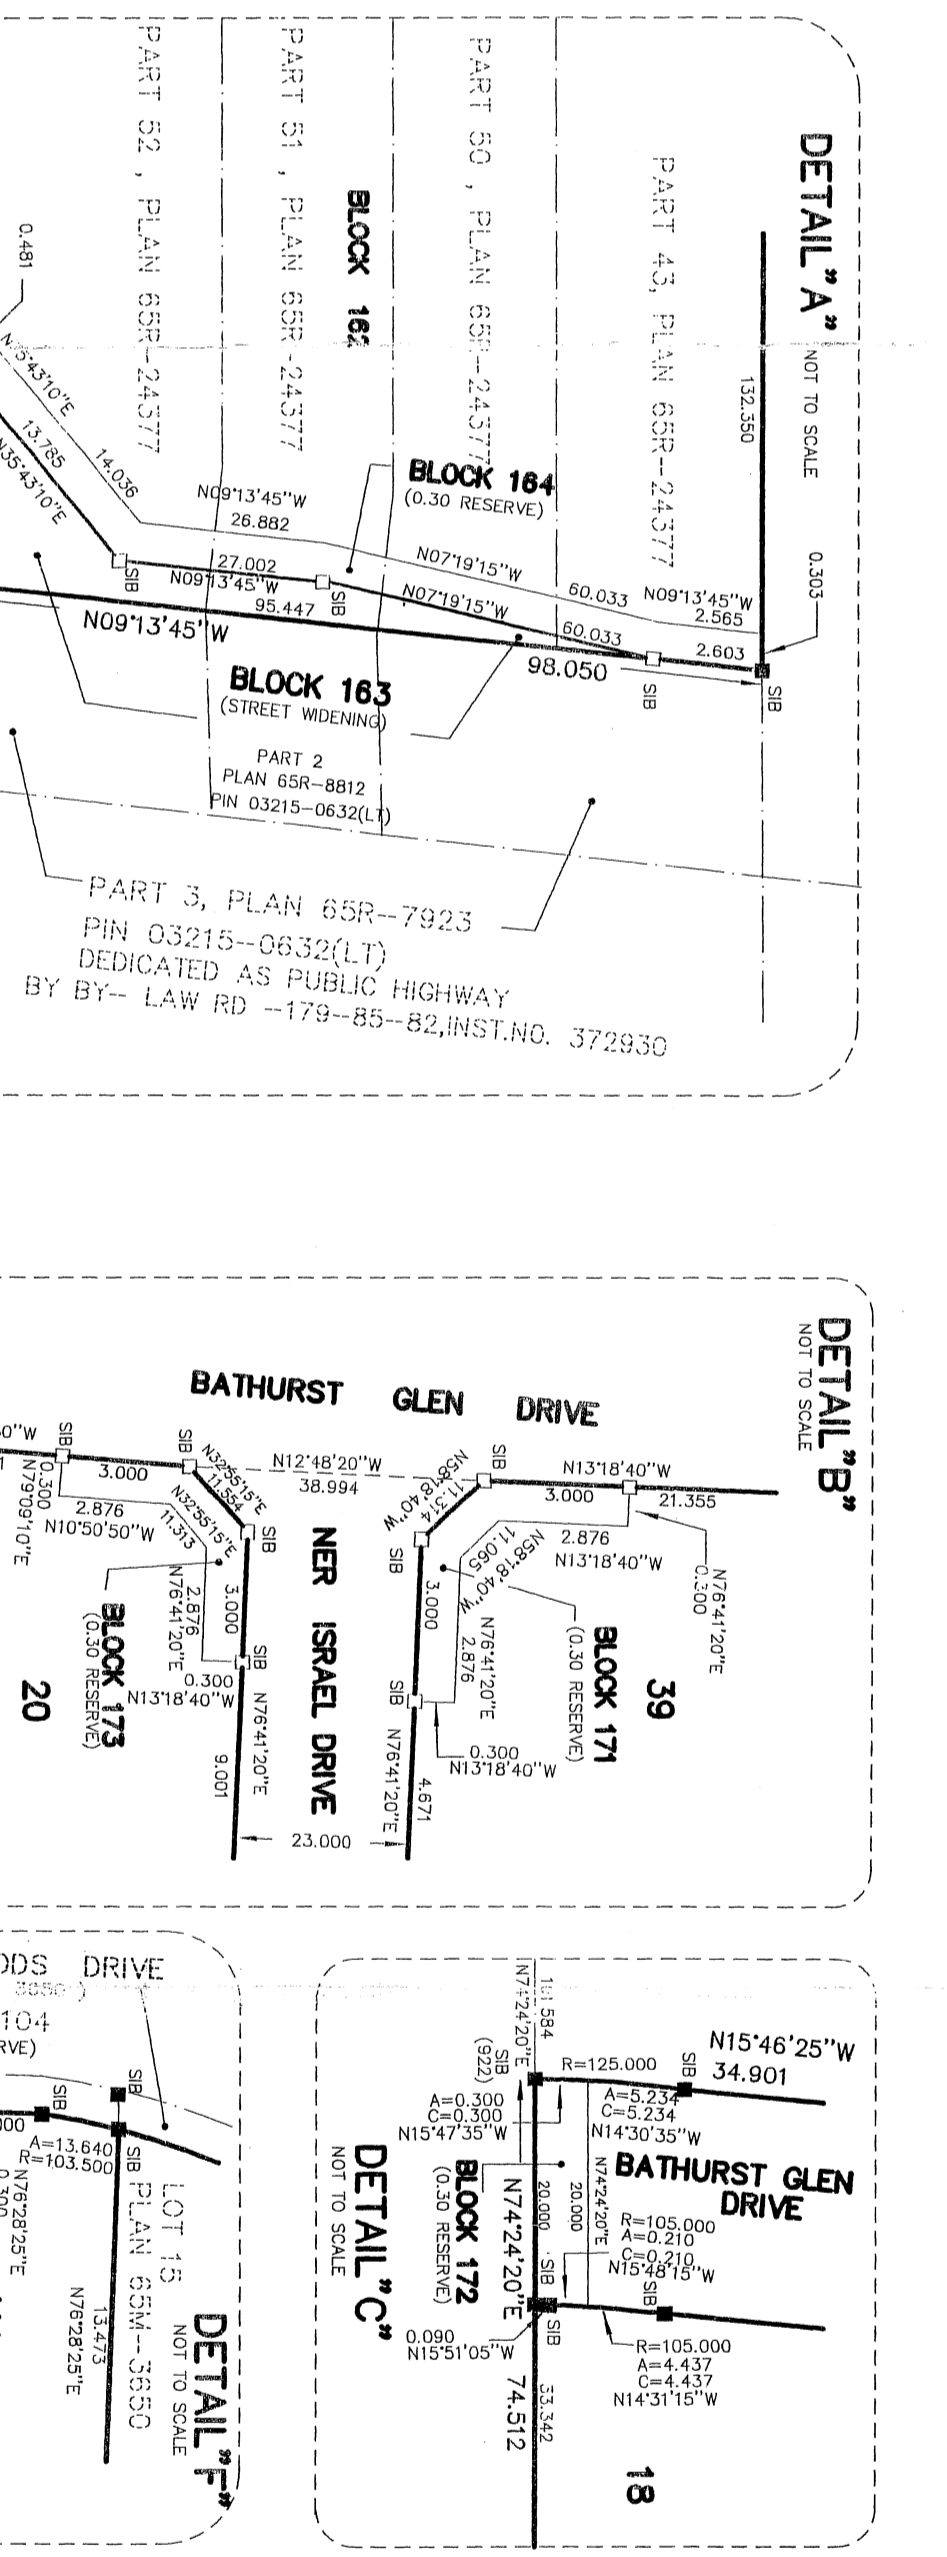 DETAIL "A"
NOT TO SCALE
PART 52 , PLAN 65R--24377
PART 51 , PLAN 65R--24377
PART 50 , PLAN 65R--24377
PART 43, PLAN 65R--24377
BLOCK 162
132.350
0.303
0.481
13.785
N35°43'10"E
14.036
N09°13'45"W
26.882
BLOCK 164
(0.30 RESERVE)
N07°19'15"W
60.033
N09°13'45"W
2.565
SIB
27.002
N09°13'45"W
SIB
N07°19'15"W
60.033
2.603
SIB
SIB
95.447
N09°13'45"W
98.050
BLOCK 163
(STREET WIDENING)
PART 2
PLAN 65R-8812
PIN 03215-0632(LT)
PART 3, PLAN 65R--7923
PIN 03215--0632(LT)
DEDICATED AS PUBLIC HIGHWAY
BY BY-- LAW RD --179--85--82,INST.NO. 372930
DETAIL "B"
NOT TO SCALE
BATHURST GLEN DRIVE
SIB
3.000
SIB
N32°55'15"E
11.554
N12°48'20"W
38.994
N58°18'40"W
11.314
SIB
N13°18'40"W
3.000
21.355
0.300
N79°09'10"E
2.876
N10°50'50"W
11.313
N32°55'15"E
SIB
SIB
11.065
N58°18'40"W
2.876
N13°18'40"W
N76°41'20"E
0.300
3.000
2.876
N76°41'20"E
SIB
0.300
N13°18'40"W
BLOCK 173
(0.30 RESERVE)
20
N76°41'20"E
9.001
NER ISRAEL DRIVE
23.000
3.000
SIB
N76°41'20"E
2.876
0.300
N13°18'40"W
N76°41'20"E
4.671
BLOCK 171
(0.30 RESERVE)
39
DDS DRIVE
104
RVE)
SIB
SIB
A=13.640
R=103.500
SIB
N76°28'25"E
13.473
N76°28'25"E
LOT 15
PLAN 65M--3650
DETAIL "F"
NOT TO SCALE
N74°24'20"E
SIB
(922)
R=125.000
SIB
N15°46'25"W
34.901
A=0.300
C=0.300
N15°47'35"W
A=5.234
C=5.234
N14°30'35"W
BATHURST GLEN
DRIVE
N74°24'20"E
20.000
20.000
BLOCK 172
(0.30 RESERVE)
N74°24'20"E
DETAIL "C"
NOT TO SCALE
R=105.000
A=0.210
C=0.210
N15°48'15"W
SIB
SIB
SIB
0.090
N15°51'05"W
R=105.000
A=4.437
C=4.437
N14°31'15"W
33.342
74.512
18